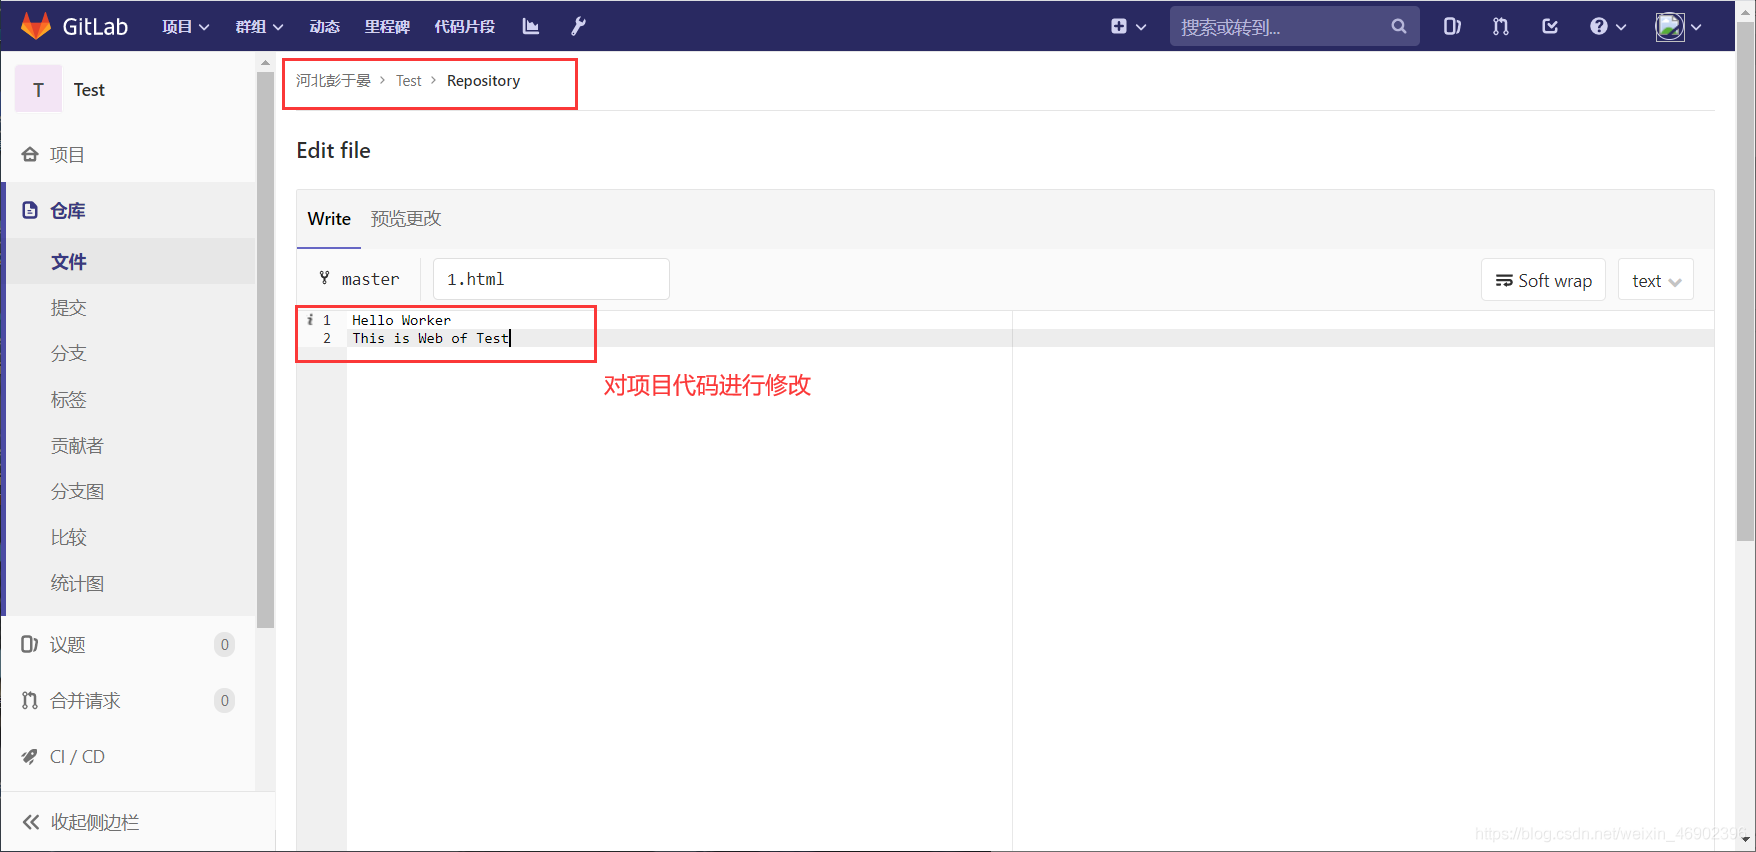 GitLab 项目 群组 动态 里程碑 代码片段 搜索或转到...
T Test
项目
仓库
文件
提交
分支
标签
贡献者
分支图
比较
统计图
议题 0
合并请求 0
CI / CD
收起侧边栏
河北彭于晏 > Test > Repository
Edit file
Write 预览更改
master 1.html Soft wrap text
i 1 Hello Worker
2 This is Web of Test
对项目代码进行修改
https://blog.csdn.net/weixin_46902396